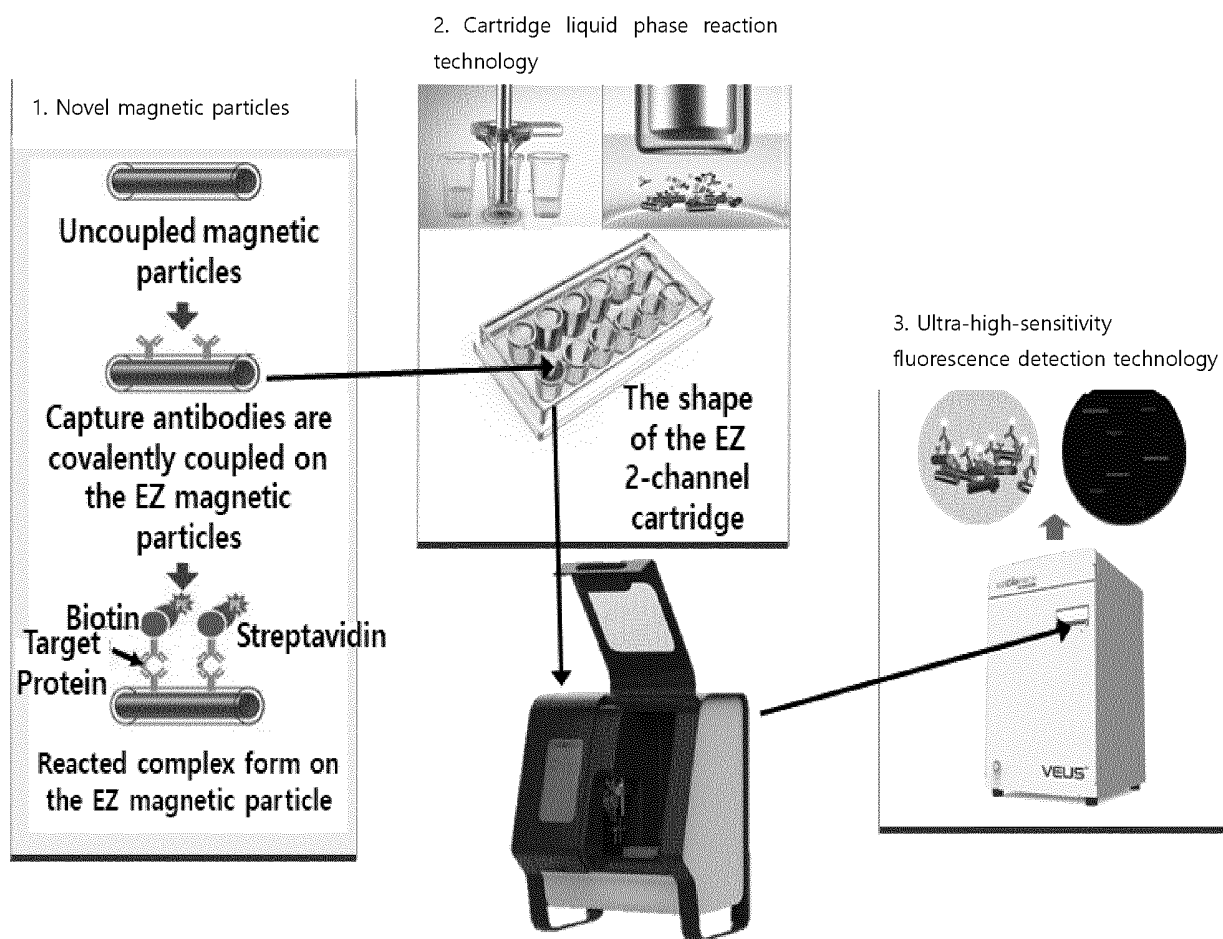 1. Novel magnetic particles
Uncoupled magnetic
particles
Capture antibodies are
covalently coupled on
the EZ magnetic
particles
Biotin
Streptavidin
Target
Protein
Reacted complex form on
the EZ magnetic particle
2. Cartridge liquid phase reaction
technology
The shape
of the EZ
2-channel
cartridge
3. Ultra-high-sensitivity
fluorescence detection technology
VEUS